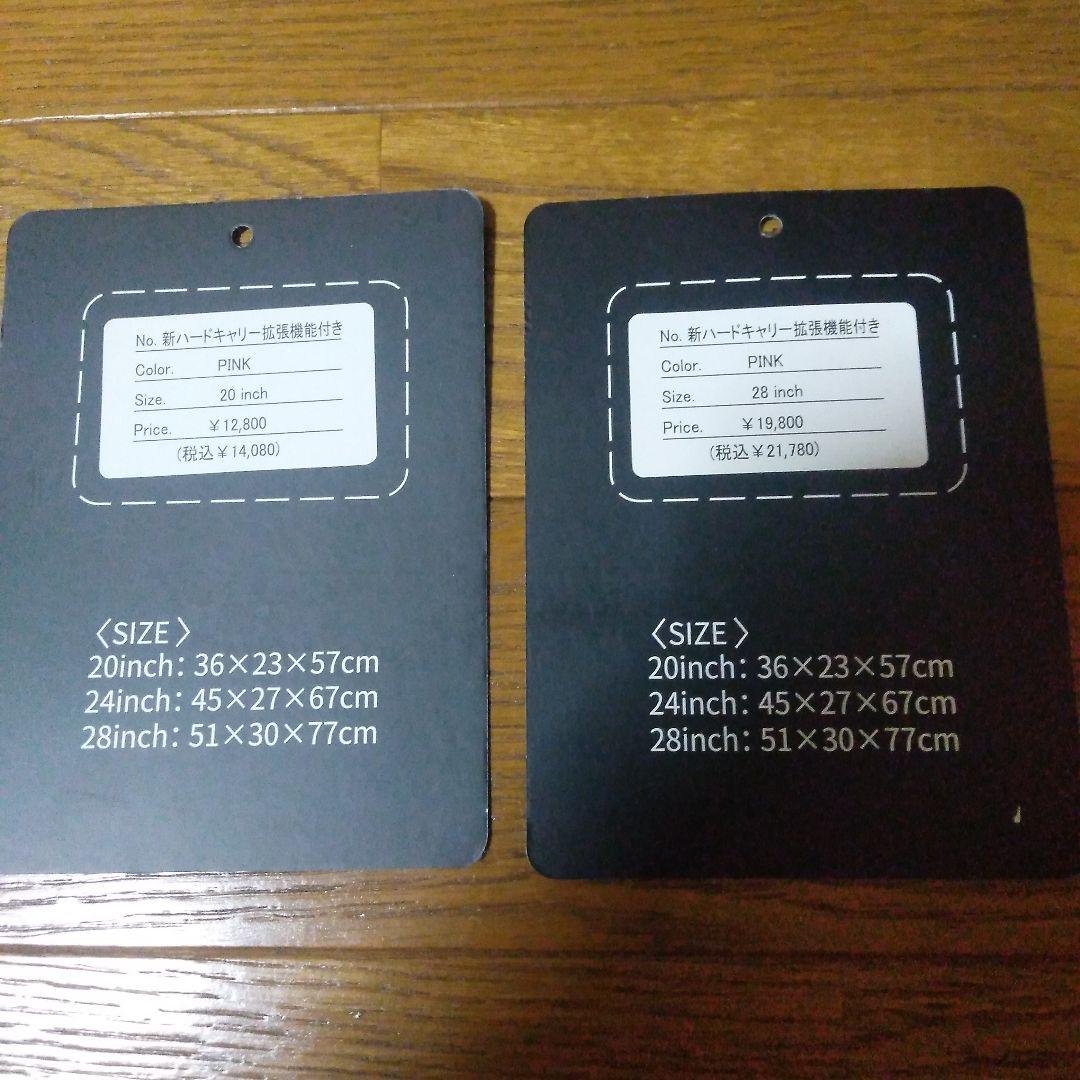 No. 新ハードキャリー拡張機能付き
Color. PINK
Size. 20 inch
Price. ￥12,800
(税込￥14,080)
〈SIZE〉
20inch: 36×23×57cm
24inch: 45×27×67cm
28inch: 51×30×77cm
No. 新ハードキャリー拡張機能付き
Color. PINK
Size. 28 inch
Price. ￥19,800
(税込￥21,780)
〈SIZE〉
20inch: 36×23×57cm
24inch: 45×27×67cm
28inch: 51×30×77cm